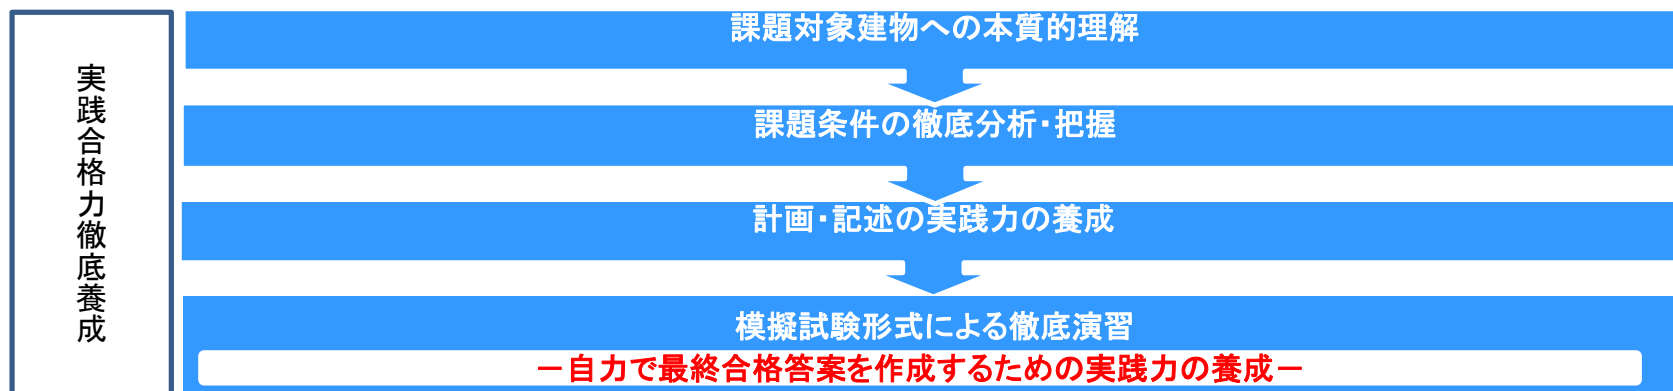 実践合格力徹底養成
課題対象建物への本質的理解
課題条件の徹底分析・把握
計画・記述の実践力の養成
模擬試験形式による徹底演習
－自力で最終合格答案を作成するための実践力の養成－